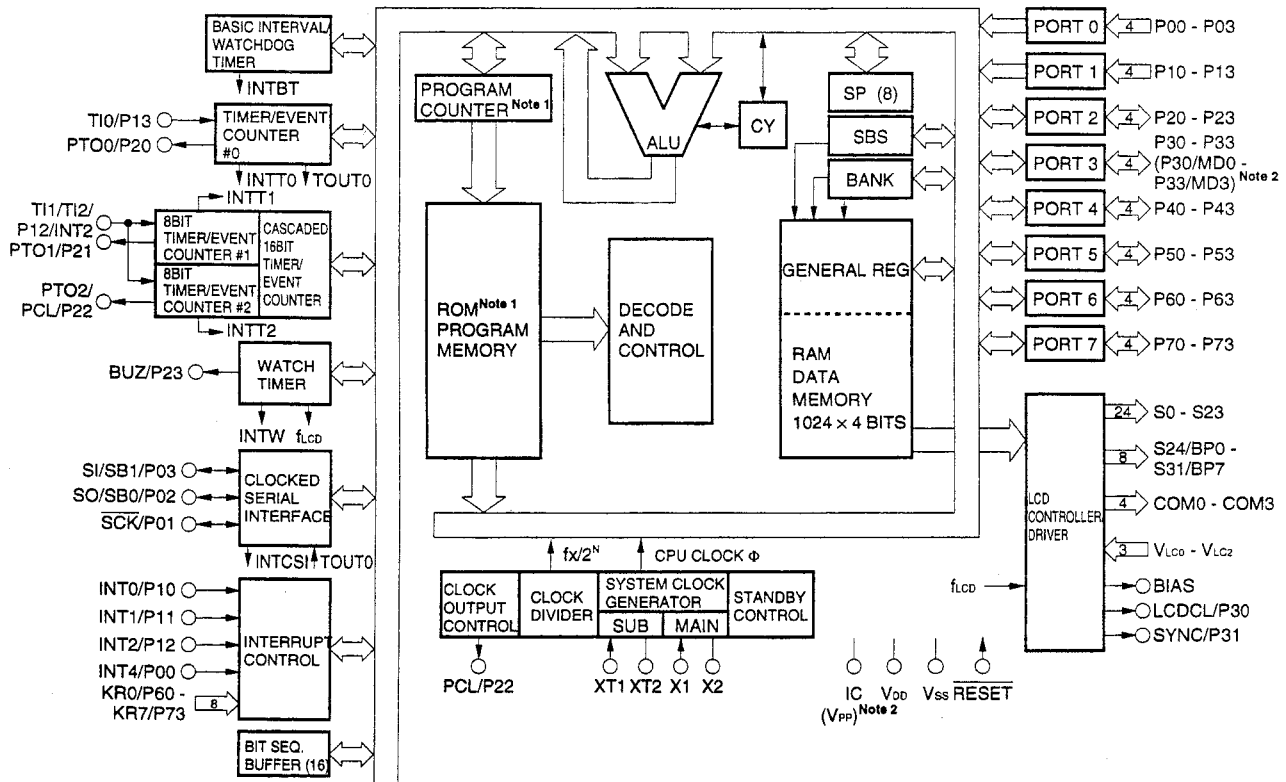 BASIC INTERVAL/
WATCHDOG
TIMER
INTBT
TI0/P13
PTO0/P20
TIMER/EVENT
COUNTER
#0
INTT0
TOUT0
INTT1
TI1/TI2/
P12/INT2
PTO1/P21
8BIT
TIMER/EVENT
COUNTER #1
CASCADED
16BIT
TIMER/
EVENT
COUNTER
8BIT
TIMER/EVENT
COUNTER #2
PTO2/
PCL/P22
INTT2
BUZ/P23
WATCH
TIMER
INTW
fLCD
SI/SB1/P03
SO/SB0/P02
SCK/P01
CLOCKED
SERIAL
INTERFACE
INTCSI
TOUT0
INT0/P10
INT1/P11
INT2/P12
INT4/P00
KR0/P60 -
KR7/P73
8
INTERRUPT
CONTROL
BIT SEQ.
BUFFER (16)
PROGRAM
COUNTER Note 1
ALU
CY
SP (8)
SBS
BANK
ROM Note 1
PROGRAM
MEMORY
DECODE
AND
CONTROL
GENERAL REG
RAM
DATA
MEMORY
1024 × 4 BITS
fx/2N
CPU CLOCK Φ
CLOCK
OUTPUT
CONTROL
CLOCK
DIVIDER
SYSTEM CLOCK
GENERATOR
SUB
MAIN
STANDBY
CONTROL
PCL/P22
XT1
XT2
X1
X2
IC
(VPP) Note 2
VDD
VSS
RESET
PORT 0
4
P00 - P03
PORT 1
4
P10 - P13
PORT 2
4
P20 - P23
PORT 3
4
P30 - P33
(P30/MD0 -
P33/MD3) Note 2
PORT 4
4
P40 - P43
PORT 5
4
P50 - P53
PORT 6
4
P60 - P63
PORT 7
4
P70 - P73
LCD
CONTROLLER/
DRIVER
fLCD
24
S0 - S23
8
S24/BP0 -
S31/BP7
4
COM0 - COM3
3
VLC0 - VLC2
BIAS
LCDCL/P30
SYNC/P31